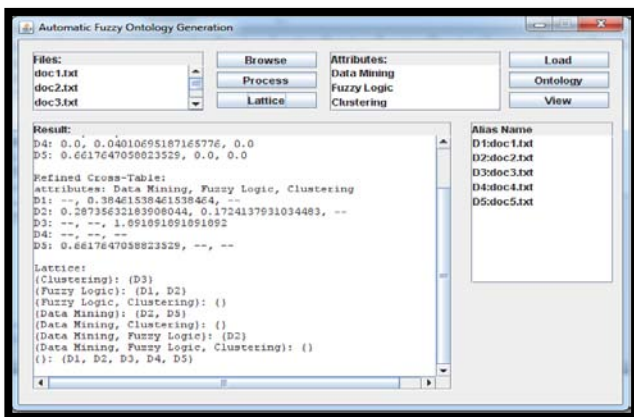 Automatic Fuzzy Ontology Generation
Files:
doc1.txt
doc2.txt
doc3.txt
Browse
Process
Lattice
Attributes:
Data Mining
Fuzzy Logic
Clustering
Load
Ontology
View
Result:
D4: 0.0, 0.04010695187165776, 0.0
D5: 0.6617647058823529, 0.0, 0.0
Refined Cross-Table:
attributes: Data Mining, Fuzzy Logic, Clustering
D1: --, 0.38461538461538464, --
D2: 0.28735632183908044, 0.1724137931034483, --
D3: --, --, 1.891891891891892
D4: --, --, --
D5: 0.6617647058823529, --, --
Lattice:
{Clustering}: {D3}
{Fuzzy Logic}: {D1, D2}
{Fuzzy Logic, Clustering}: {}
{Data Mining}: {D2, D5}
{Data Mining, Clustering}: {}
{Data Mining, Fuzzy Logic}: {D2}
{Data Mining, Fuzzy Logic, Clustering}: {}
{}: {D1, D2, D3, D4, D5}
Alias Name
D1:doc1.txt
D2:doc2.txt
D3:doc3.txt
D4:doc4.txt
D5:doc5.txt